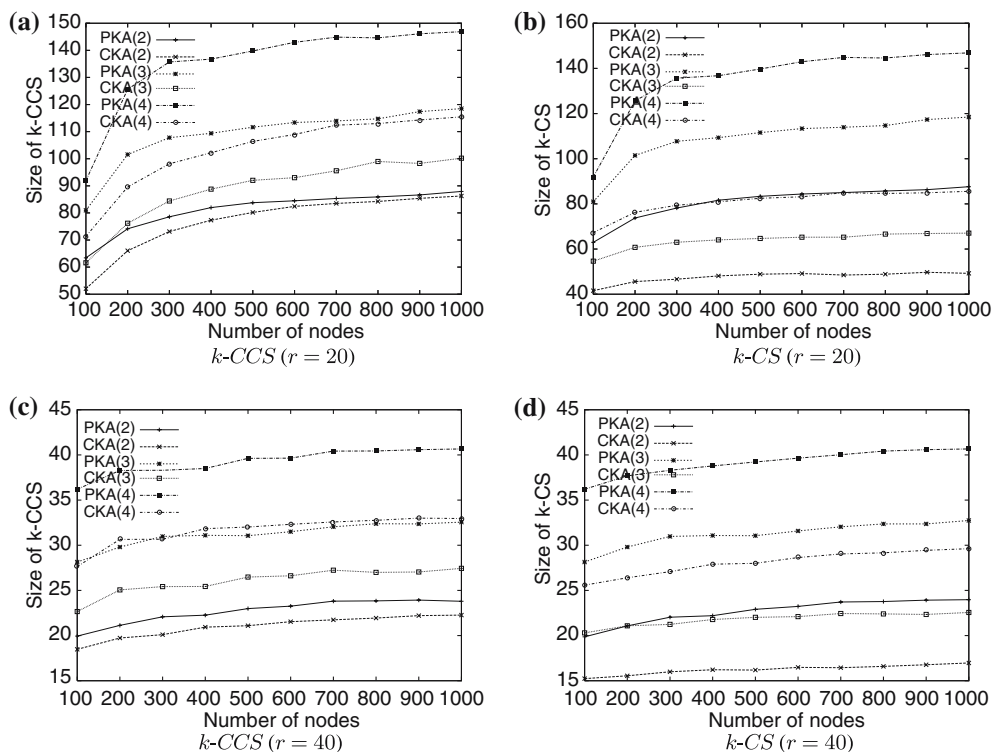 (a)
150
140
130
120
110
100
90
80
70
60
50
Size of k-CCS
PKA(2)
CKA(2)
PKA(3)
CKA(3)
PKA(4)
CKA(4)
100 200 300 400 500 600 700 800 900 1000
Number of nodes
k-CCS (r = 20)
(b)
160
140
120
100
80
60
40
Size of k-CS
PKA(2)
CKA(2)
PKA(3)
CKA(3)
PKA(4)
CKA(4)
100 200 300 400 500 600 700 800 900 1000
Number of nodes
k-CS (r = 20)
(c)
45
40
35
30
25
20
15
Size of k-CCS
PKA(2)
CKA(2)
PKA(3)
CKA(3)
PKA(4)
CKA(4)
100 200 300 400 500 600 700 800 900 1000
Number of nodes
k-CCS (r = 40)
(d)
45
40
35
30
25
20
15
Size of k-CS
PKA(2)
CKA(2)
PKA(3)
CKA(3)
PKA(4)
CKA(4)
100 200 300 400 500 600 700 800 900 1000
Number of nodes
k-CS (r = 40)